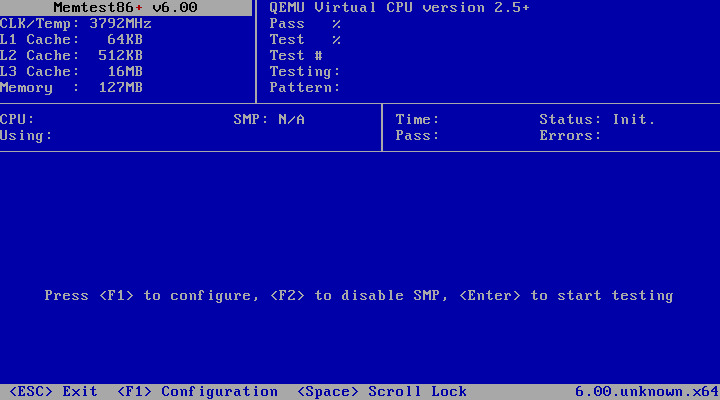 Memtest86+ v6.00
QEMU Virtual CPU version 2.5+
CLK/Temp: 3792MHz
Pass %
L1 Cache: 64KB
Test %
L2 Cache: 512KB
Test #
L3 Cache: 16MB
Testing:
Memory : 127MB
Pattern:
CPU: SMP: N/A
Time: Status: Init.
Using:
Pass: Errors:
Press <F1> to configure, <F2> to disable SMP, <Enter> to start testing
<ESC> Exit <F1> Configuration <Space> Scroll Lock 6.00.unknown.x64